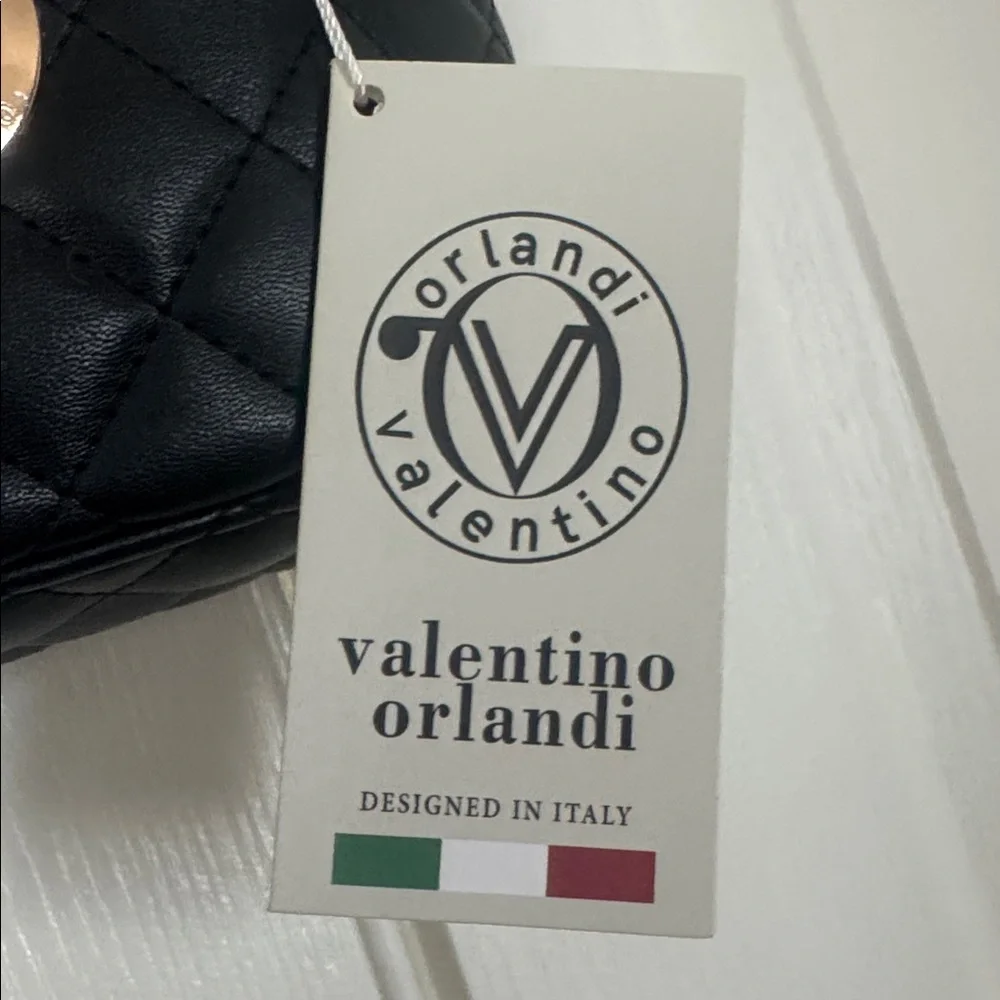 orlandi
valentino
valentino
orlandi
DESIGNED IN ITALY